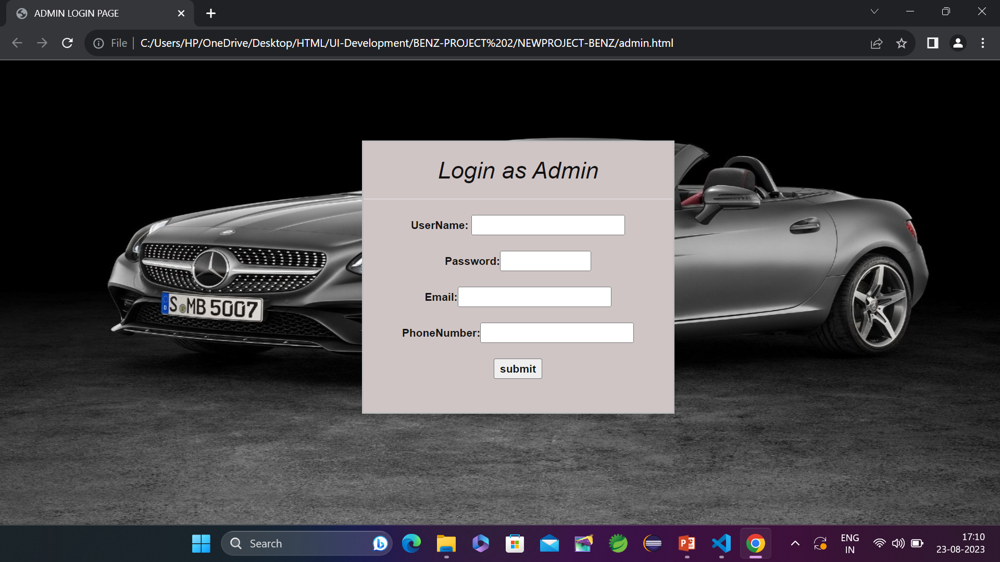 ADMIN LOGIN PAGE
File
C:/Users/HP/OneDrive/Desktop/HTML/UI-Development/BENZ-PROJECT%202/NEWPROJECT-BENZ/admin.html
Login as Admin
UserName:
Password:
Email:
PhoneNumber:
submit
S MB 5007
D
Search
ENG
IN
17:10
23-08-2023